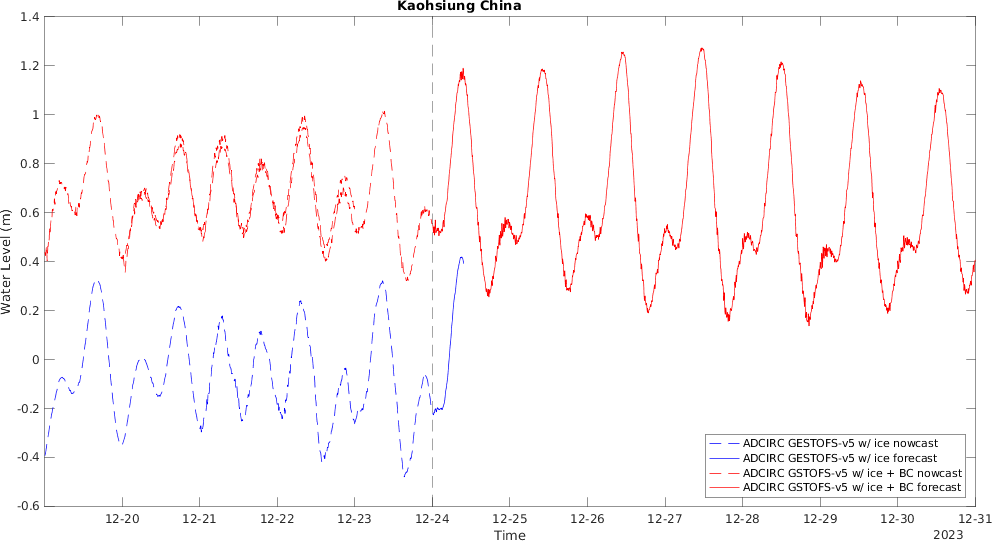 Kaohsiung China
1.4
1.2
1
0.8
0.6
0.4
0.2
0
-0.2
-0.4
-0.6
Water Level (m)
ADCIRC GESTOFS-v5 w/ ice nowcast
ADCIRC GESTOFS-v5 w/ ice forecast
ADCIRC GSTOFS-v5 w/ ice + BC nowcast
ADCIRC GSTOFS-v5 w/ ice + BC forecast
12-20 12-21 12-22 12-23 12-24 12-25 12-26 12-27 12-28 12-29 12-30 12-31
Time
2023